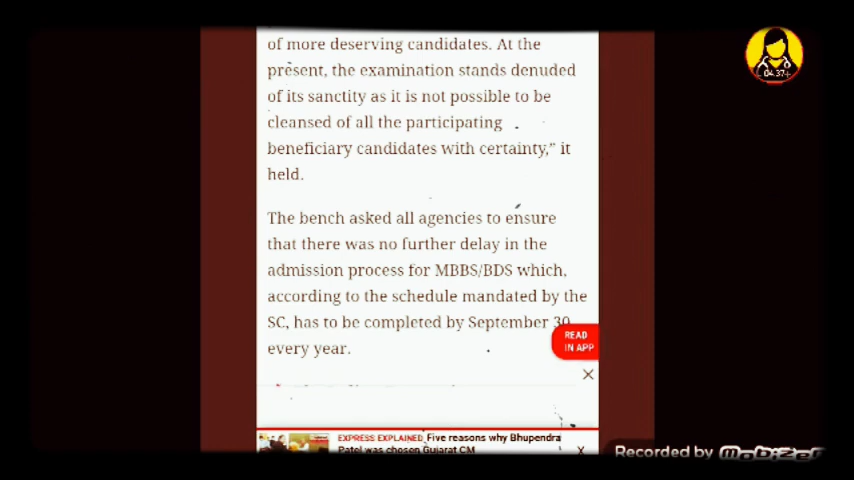 of more deserving candidates. At the
present, the examination stands denuded
of its sanctity as it is not possible to be
cleansed of all the participating
beneficiary candidates with certainty,” it
held.
The bench asked all agencies to ensure
that there was no further delay in the
admission process for MBBS/BDS which,
according to the schedule mandated by the
SC, has to be completed by September 30
every year.
READ
IN APP
EXPRESS EXPLAINED Five reasons why Bhupendra
Patel was chosen Gujarat CM
04.37+
Recorded by